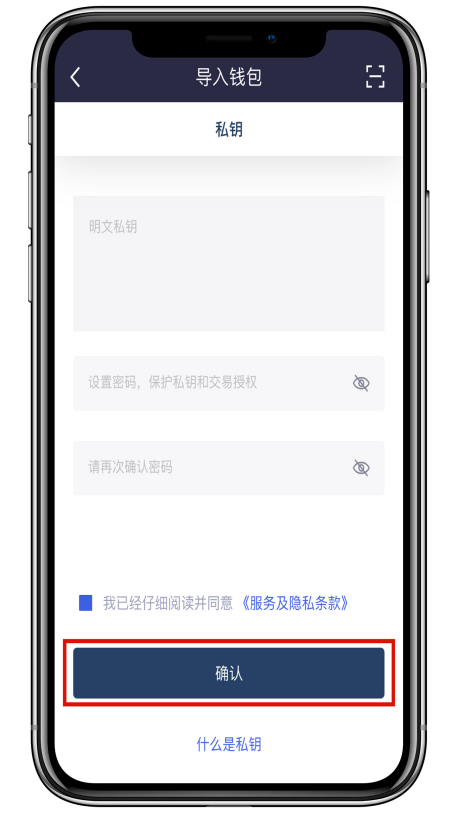 导入钱包
私钥
明文私钥
设置密码，保护私钥和交易授权
请再次确认密码
我已经仔细阅读并同意 《服务及隐私条款》
确认
什么是私钥